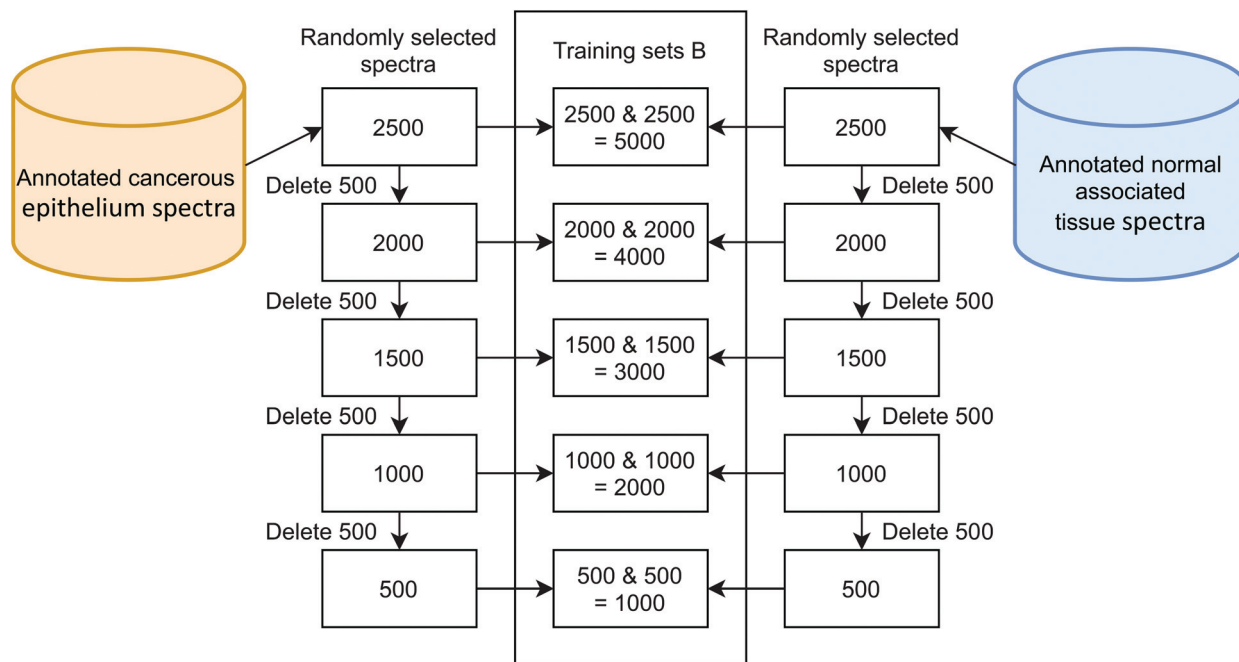 Randomly selected
spectra
Training sets B
Randomly selected
spectra
2500
2500 & 2500
= 5000
2500
Annotated cancerous
epithelium spectra
Annotated normal
associated
tissue spectra
Delete 500
Delete 500
2000
2000 & 2000
= 4000
2000
Delete 500
Delete 500
1500
1500 & 1500
= 3000
1500
Delete 500
Delete 500
1000
1000 & 1000
= 2000
1000
Delete 500
Delete 500
500
500 & 500
= 1000
500